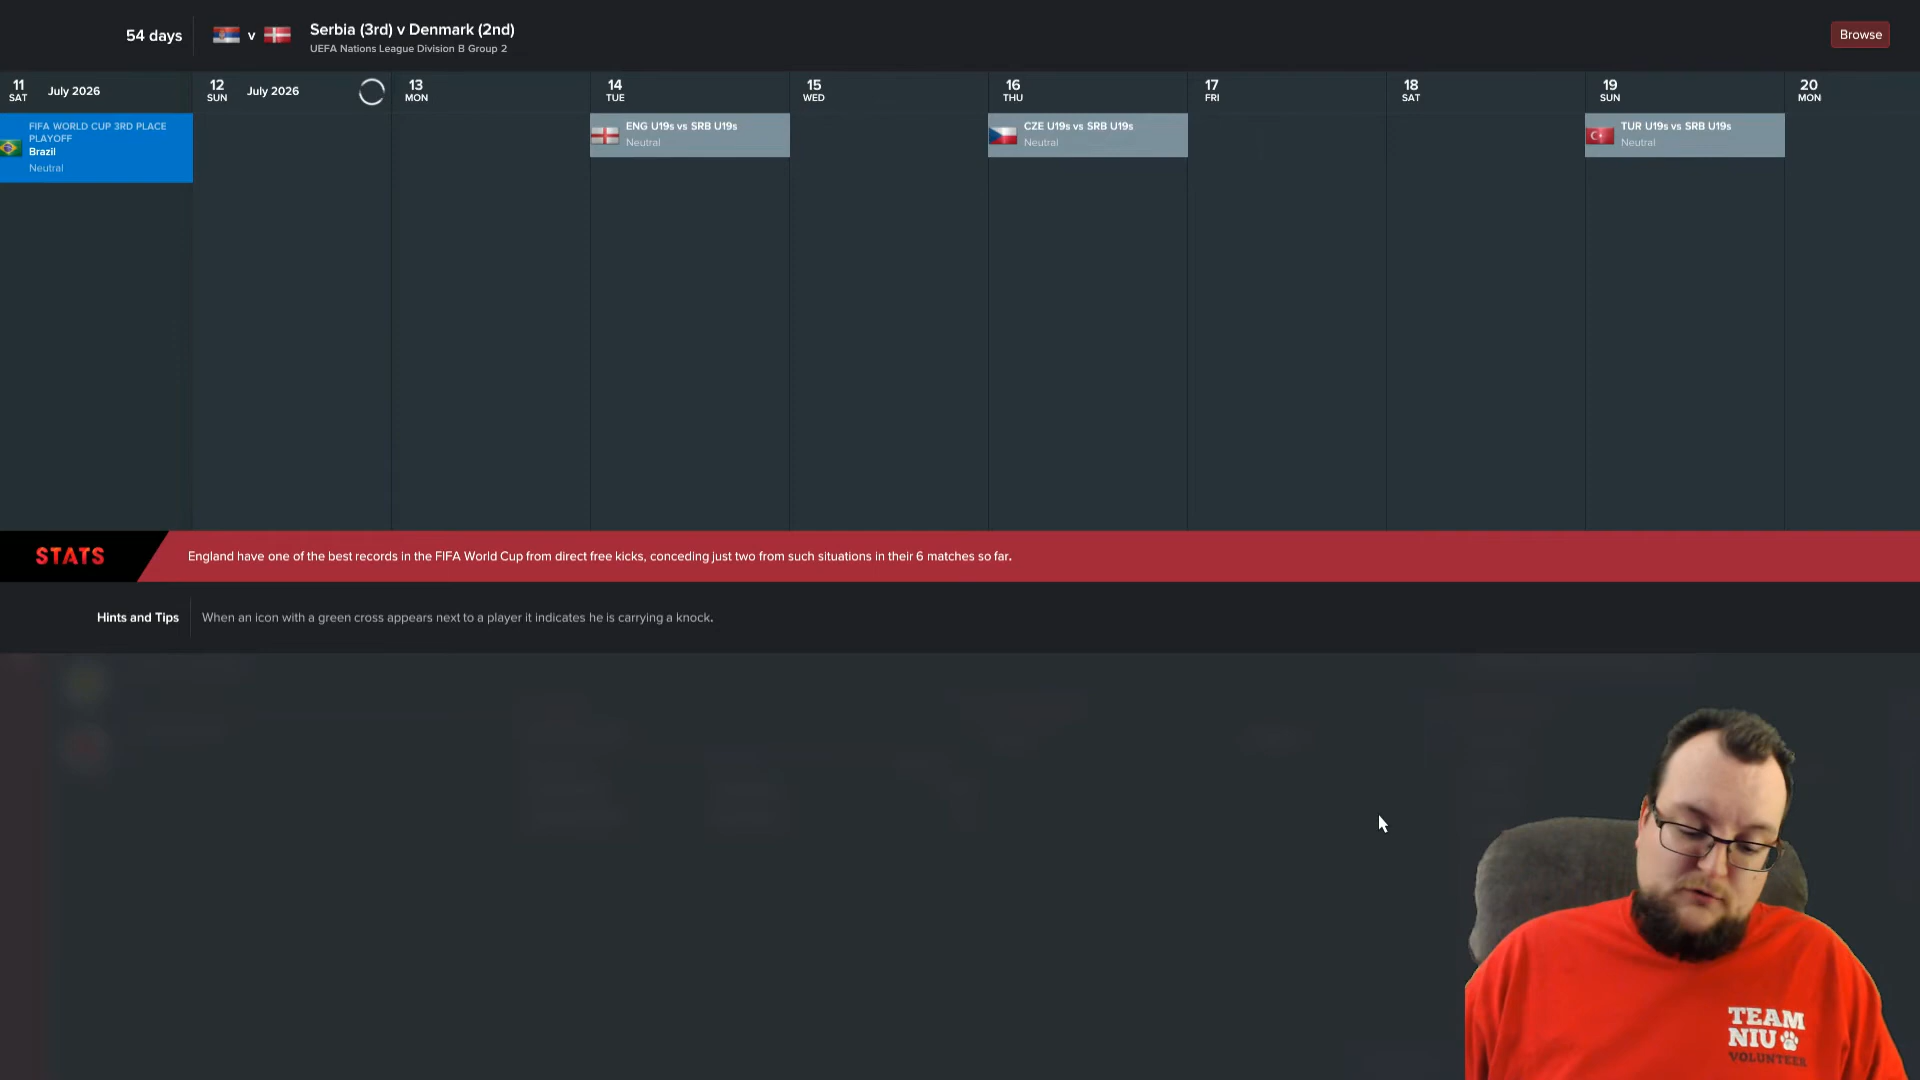 54 days
v
Serbia (3rd) v Denmark (2nd)
UEFA Nations League Division B Group 2
Browse
11
SAT
July 2026
12
SUN
July 2026
13
MON
14
TUE
15
WED
16
THU
17
FRI
18
SAT
19
SUN
20
MON
FIFA WORLD CUP 3RD PLACE
PLAYOFF
Brazil
Neutral
ENG U19s vs SRB U19s
Neutral
CZE U19s vs SRB U19s
Neutral
TUR U19s vs SRB U19s
Neutral
STATS
England have one of the best records in the FIFA World Cup from direct free kicks, conceding just two from such situations in their 6 matches so far.
Hints and Tips
When an icon with a green cross appears next to a player it indicates he is carrying a knock.
TEAM
NIU
VOLUNTEER